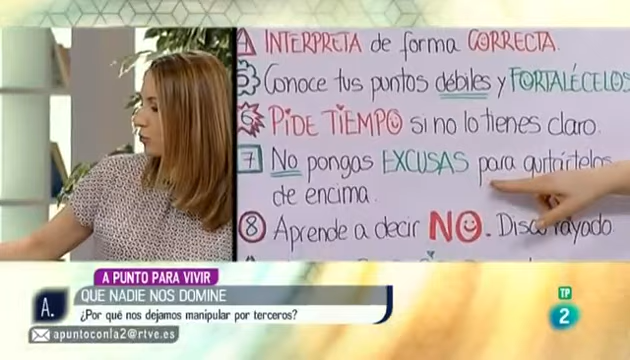 4 INTERPRETA de forma CORRECTA.
5 Conoce tus puntos débiles y FORTALÉCELOS
6 PIDE TIEMPO si no lo tienes claro.
7 No pongas EXCUSAS para quitártelos
de encima.
8 Aprende a decir NO. Disco rayado
A PUNTO PARA VIVIR
A. QUE NADIE NOS DOMINE
¿Por qué nos dejamos manipular por terceros?
apuntoconla2@rtve.es
TP
2